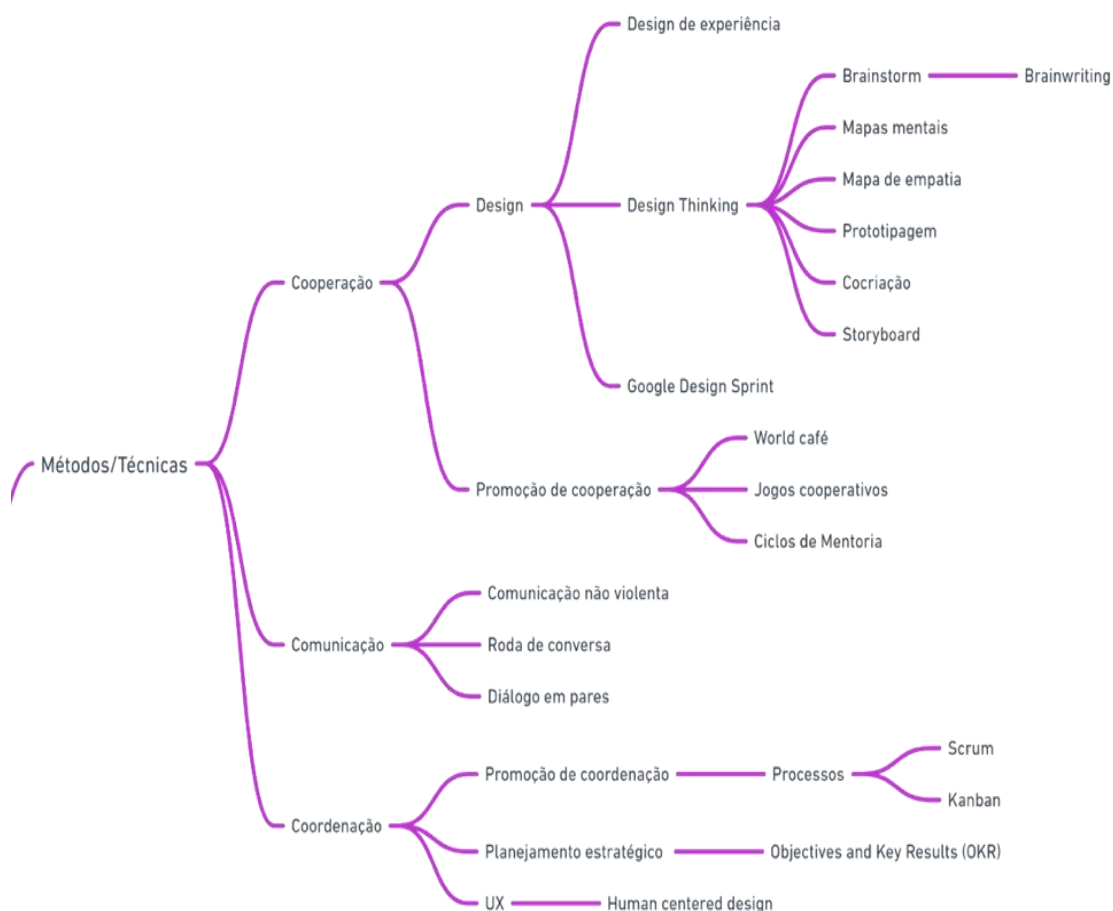 Design de experiência
Brainstorm
Brainwriting
Mapas mentais
Mapa de empatia
Design
Design Thinking
Prototipagem
Cooperação
Cocriação
Storyboard
Google Design Sprint
World café
Métodos/Técnicas
Promoção de cooperação
Jogos cooperativos
Ciclos de Mentoria
Comunicação não violenta
Comunicação
Roda de conversa
Diálogo em pares
Scrum
Promoção de coordenação
Processos
Kanban
Coordenação
Planejamento estratégico
Objectives and Key Results (OKR)
UX
Human centered design